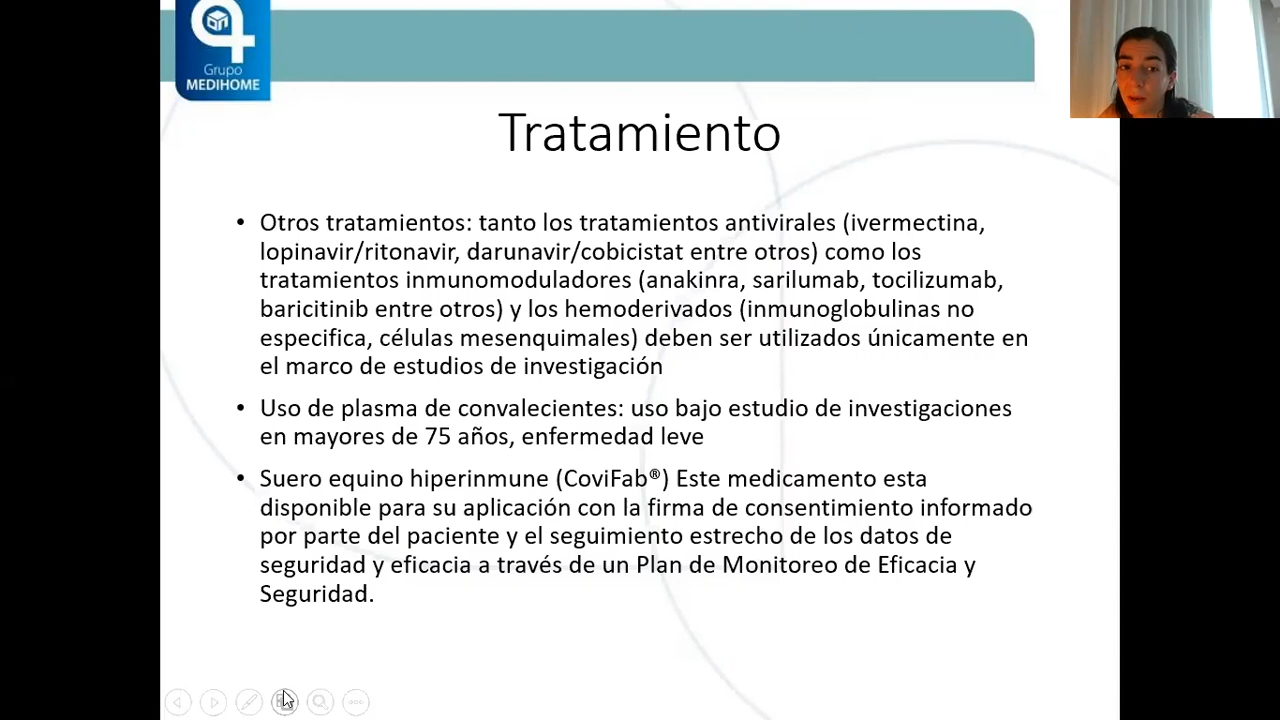 Grupo
MEDIHOME
Tratamiento
• Otros tratamientos: tanto los tratamientos antivirales (ivermectina,
lopinavir/ritonavir, darunavir/cobicistat entre otros) como los
tratamientos inmunomoduladores (anakinra, sarilumab, tocilizumab,
baricitinib entre otros) y los hemoderivados (inmunoglobulinas no
especifica, células mesenquimales) deben ser utilizados únicamente en
el marco de estudios de investigación
• Uso de plasma de convalecientes: uso bajo estudio de investigaciones
en mayores de 75 años, enfermedad leve
• Suero equino hiperinmune (CoviFab®) Este medicamento esta
disponible para su aplicación con la firma de consentimiento informado
por parte del paciente y el seguimiento estrecho de los datos de
seguridad y eficacia a través de un Plan de Monitoreo de Eficacia y
Seguridad.